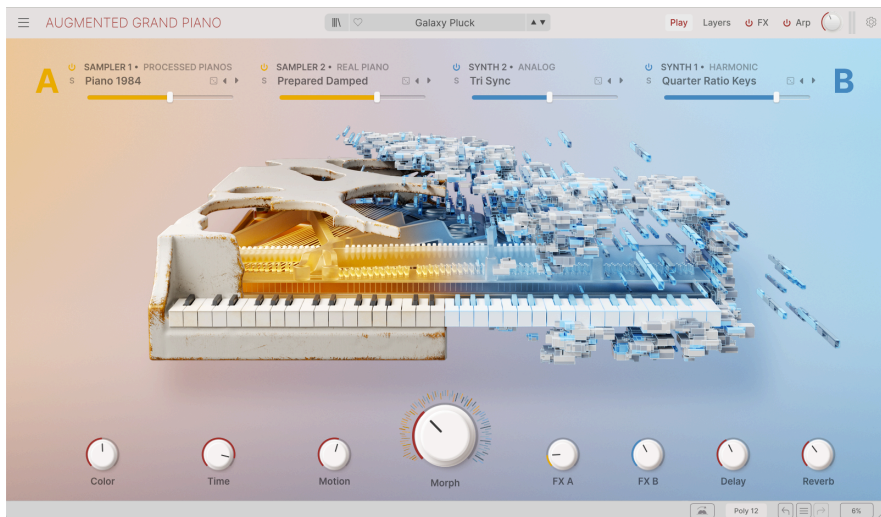 AUGMENTED GRAND PIANO
Galaxy Pluck
Play Layers FX Arp
A
SAMPLER 1 • PROCESSED PIANOS
S Piano 1984
SAMPLER 2 • REAL PIANO
S Prepared Damped
SYNTH 2 • ANALOG
S Tri Sync
SYNTH 1 • HARMONIC
S Quarter Ratio Keys
B
Color Time Motion Morph FX A FX B Delay Reverb
Poly 12 6%